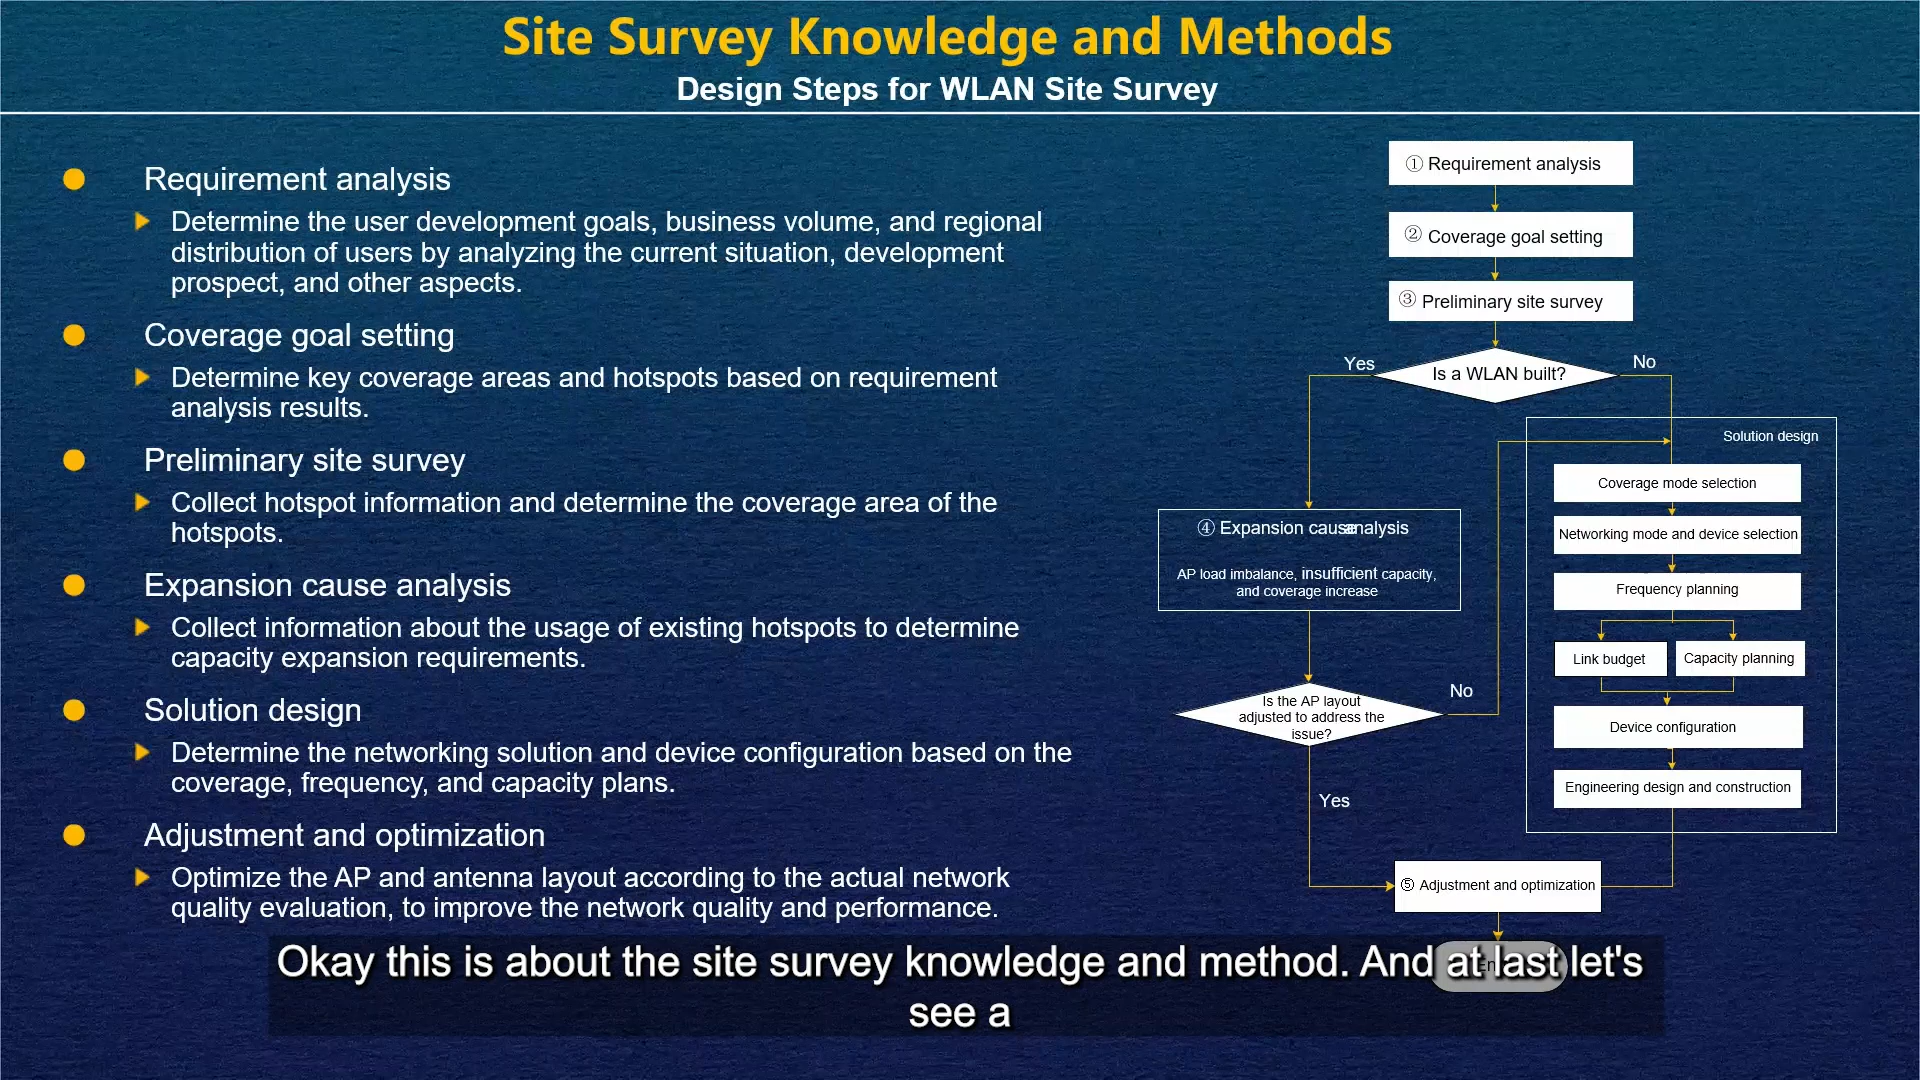 Site Survey Knowledge and Methods
Design Steps for WLAN Site Survey
Requirement analysis
Determine the user development goals, business volume, and regional
distribution of users by analyzing the current situation, development
prospect, and other aspects.
Coverage goal setting
Determine key coverage areas and hotspots based on requirement
analysis results.
Preliminary site survey
Collect hotspot information and determine the coverage area of the
hotspots.
Expansion cause analysis
Collect information about the usage of existing hotspots to determine
capacity expansion requirements.
Solution design
Determine the networking solution and device configuration based on the
coverage, frequency, and capacity plans.
Adjustment and optimization
Optimize the AP and antenna layout according to the actual network
quality evaluation, to improve the network quality and performance.
① Requirement analysis
② Coverage goal setting
③ Preliminary site survey
Is a WLAN built?
Yes
No
④ Expansion cause analysis
AP load imbalance, insufficient capacity,
and coverage increase
Is the AP layout
adjusted to address the
issue?
No
Yes
Solution design
Coverage mode selection
Networking mode and device selection
Frequency planning
Link budget
Capacity planning
Device configuration
Engineering design and construction
⑤ Adjustment and optimization
Okay this is about the site survey knowledge and method. And at last let's
see a